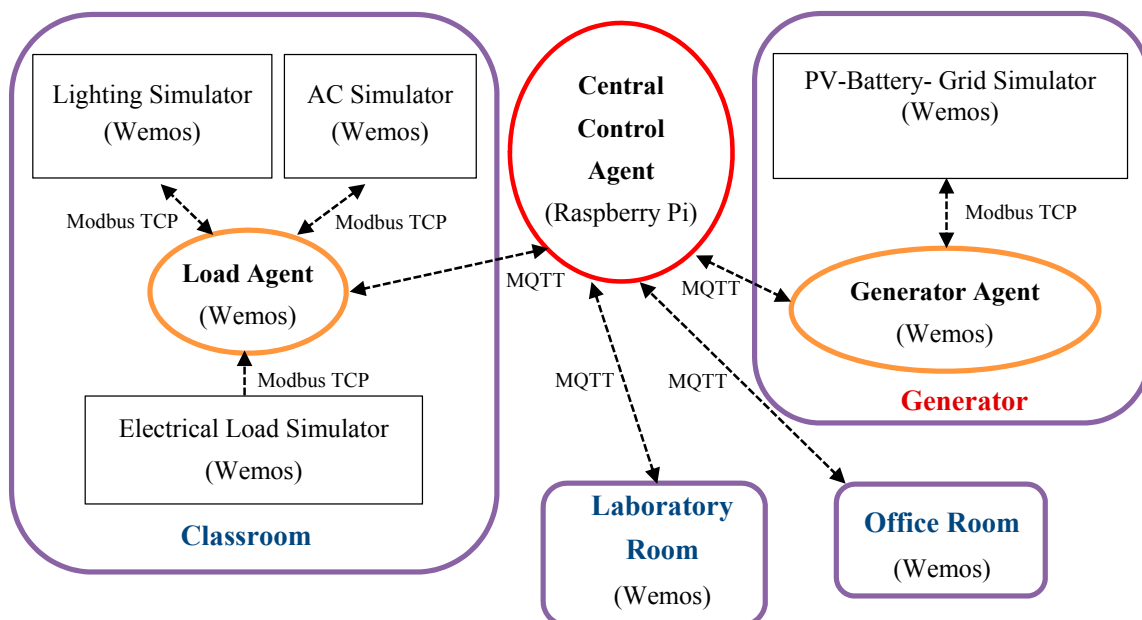 Lighting Simulator
(Wemos)
AC Simulator
(Wemos)
Modbus TCP
Modbus TCP
Load Agent
(Wemos)
Modbus TCP
Electrical Load Simulator
(Wemos)
Classroom
Central
Control
Agent
(Raspberry Pi)
MQTT
MQTT
MQTT
MQTT
PV-Battery- Grid Simulator
(Wemos)
Modbus TCP
Generator Agent
(Wemos)
Generator
Laboratory
Room
(Wemos)
Office Room
(Wemos)